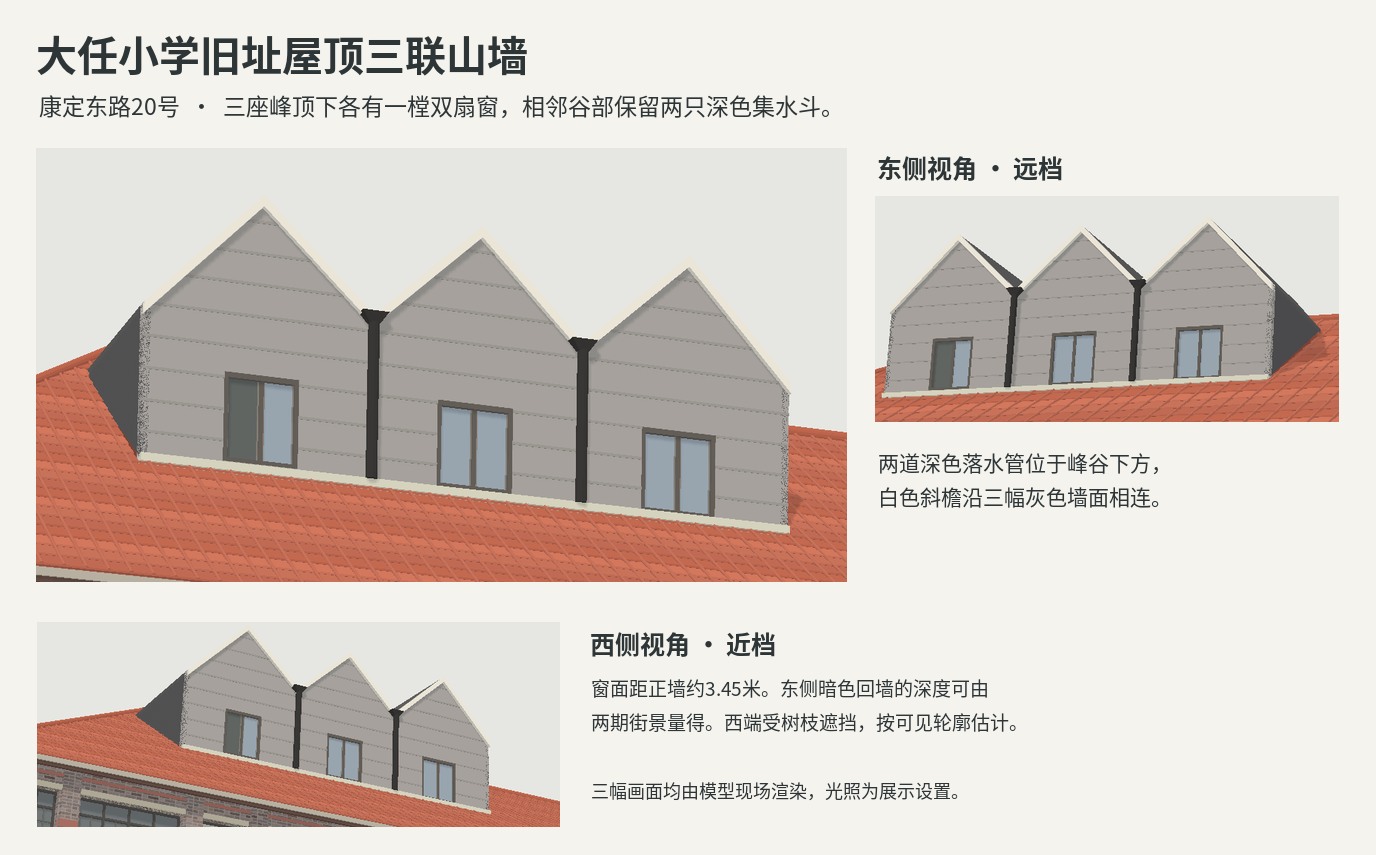 大任小学旧址屋顶三联山墙
康定东路20号 · 三座峰顶下各有一樘双扇窗，相邻谷部保留两只深色集水斗。
东侧视角 · 远档
两道深色落水管位于峰谷下方，
白色斜檐沿三幅灰色墙面相连。
西侧视角 · 近档
窗面距正墙约3.45米。东侧暗色回墙的深度可由
两期街景量得。西端受树枝遮挡，按可见轮廓估计。
三幅画面均由模型现场渲染，光照为展示设置。